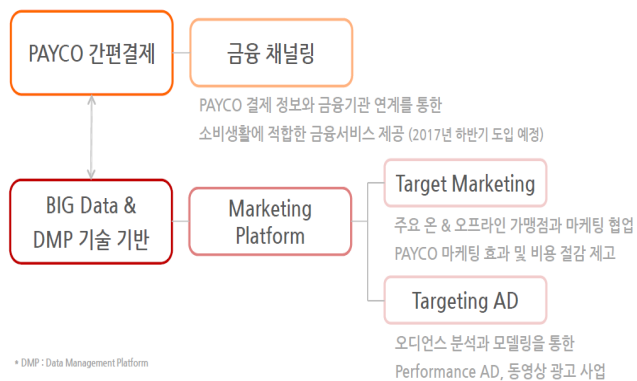 PAYCO 간편결제
금융 채널링
PAYCO 결제 정보와 금융기관 연계를 통한
소비생활에 적합한 금융서비스 제공 (2017년 하반기 도입 예정)
BIG Data &
DMP 기술 기반
Marketing
Platform
Target Marketing
주요 온 & 오프라인 가맹점과 마케팅 협업
PAYCO 마케팅 효과 및 비용 절감 제고
Targeting AD
오디언스 분석과 모델링을 통한
Performance AD, 동영상 광고 사업
* DMP : Data Management Platform